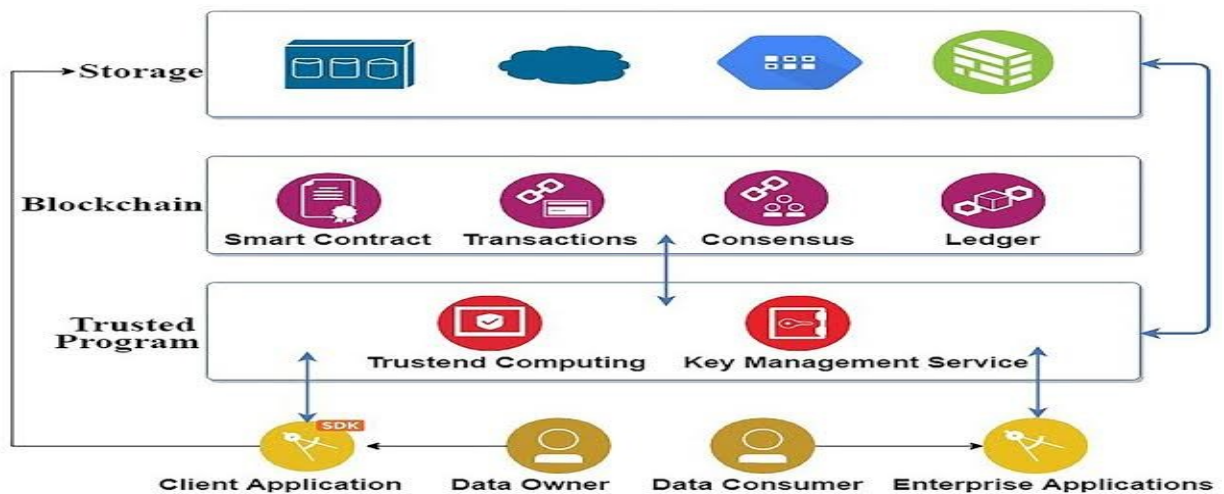 Storage
Blockchain
Smart Contract
Transactions
Consensus
Ledger
Trusted
Program
Trustend Computing
Key Management Service
SDK
Client Application
Data Owner
Data Consumer
Enterprise Applications